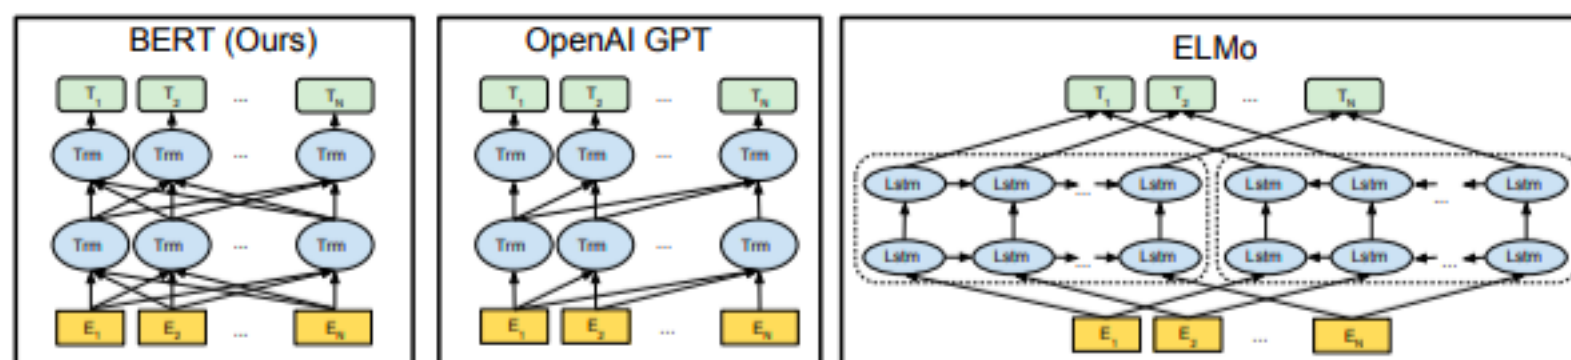 BERT (Ours)
T1 T2 ... TN
Trm Trm ... Trm
Trm Trm ... Trm
E1 E2 ... EN
OpenAI GPT
T1 T2 .... TN
Trm Trm .... Trm
Trm Trm .... Trm
E1 E2 ... EN
ELMo
T1 T2 ... TN
Lstm Lstm ... Lstm Lstm Lstm ... Lstm
Lstm Lstm ... Lstm Lstm Lstm ... Lstm
E1 E2 ... EN